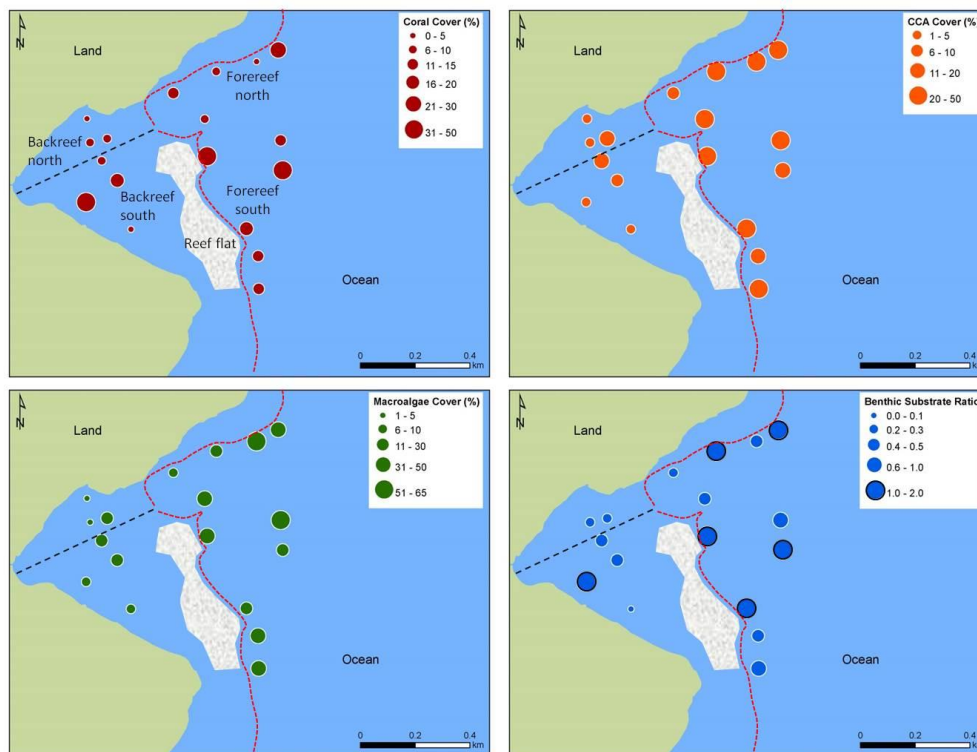 N
Land
Coral Cover (%)
0 - 5
6 - 10
11 - 15
16 - 20
21 - 30
31 - 50
Forereef
north
Backreef
north
Backreef
south
Forereef
south
Reef flat
Ocean
0 0.2 0.4
km
N
Land
CCA Cover (%)
1 - 5
6 - 10
11 - 20
20 - 50
Ocean
0 0.2 0.4
km
N
Land
Macroalgae Cover (%)
1 - 5
6 - 10
11 - 30
31 - 50
51 - 65
Ocean
0 0.2 0.4
km
N
Land
Benthic Substrate Ratio
0.0 - 0.1
0.2 - 0.3
0.4 - 0.5
0.6 - 1.0
1.0 - 2.0
Ocean
0 0.2 0.4
km